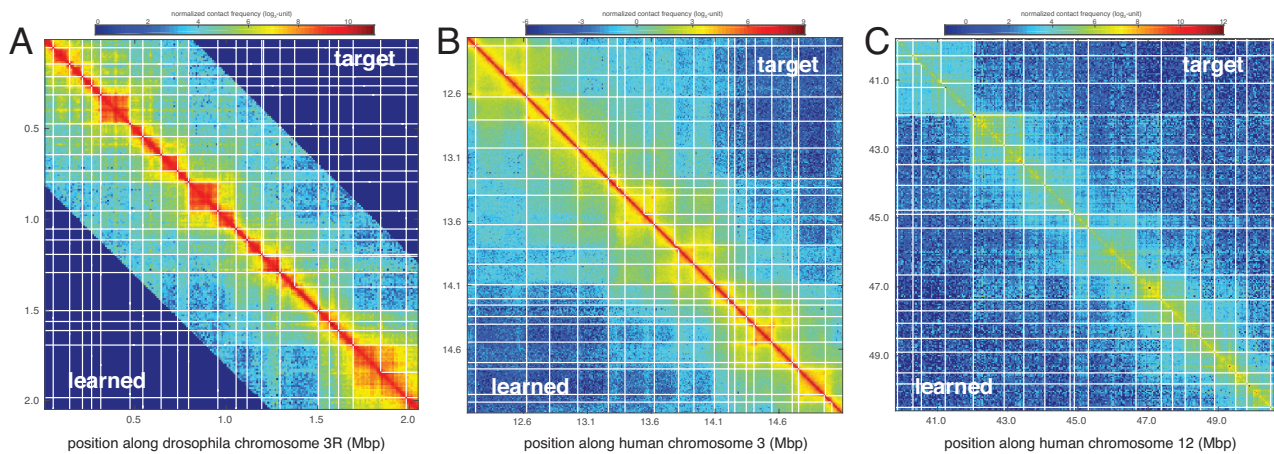 normalized contact frequency (log₂-unit)
0 2 4 6 8 10
A
target
0.5
1.0
1.5
2.0
learned
0.5 1.0 1.5 2.0
position along drosophila chromosome 3R (Mbp)
normalized contact frequency (log₂-unit)
-6 -3 0 3 6 9
B
target
12.6
13.1
13.6
14.1
14.6
learned
12.6 13.1 13.6 14.1 14.6
position along human chromosome 3 (Mbp)
normalized contact frequency (log₂-unit)
0 2 4 6 8 10 12
C
target
41.0
43.0
45.0
47.0
49.0
learned
41.0 43.0 45.0 47.0 49.0
position along human chromosome 12 (Mbp)